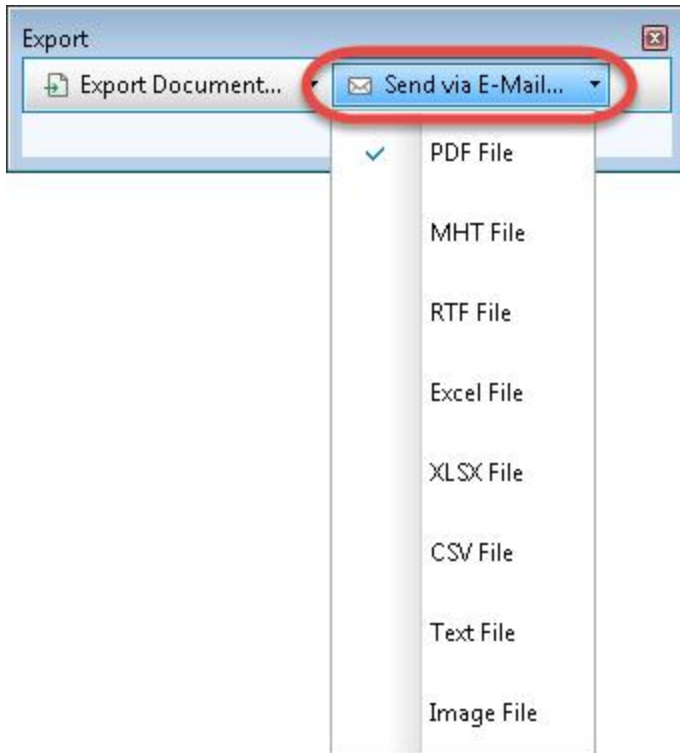 Export
Export Document... Send via E-Mail...
PDF File
MHT File
RTF File
Excel File
XLSX File
CSV File
Text File
Image File